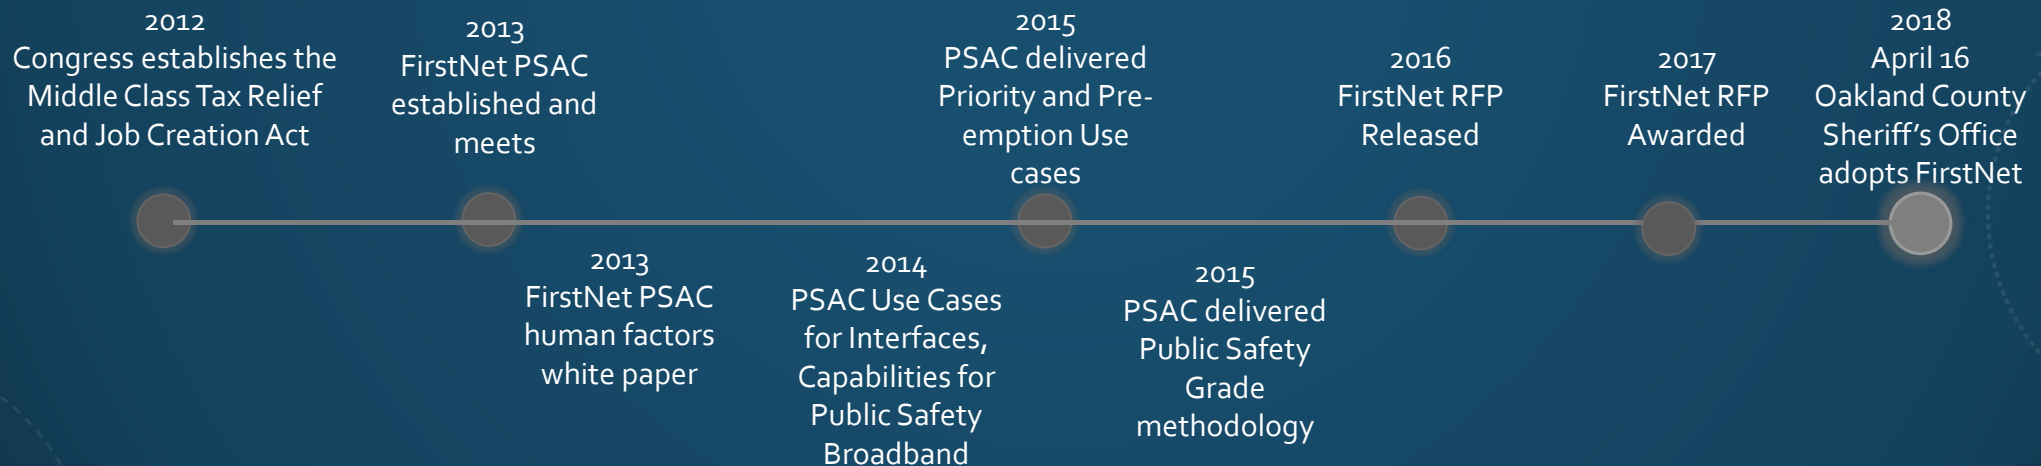 2012
Congress establishes the
Middle Class Tax Relief
and Job Creation Act
2013
FirstNet PSAC
established and
meets
2015
PSAC delivered
Priority and Pre-
emption Use
cases
2016
FirstNet RFP
Released
2017
FirstNet RFP
Awarded
2018
April 16
Oakland County
Sheriff’s Office
adopts FirstNet
2013
FirstNet PSAC
human factors
white paper
2014
PSAC Use Cases
for Interfaces,
Capabilities for
Public Safety
Broadband
2015
PSAC delivered
Public Safety
Grade
methodology